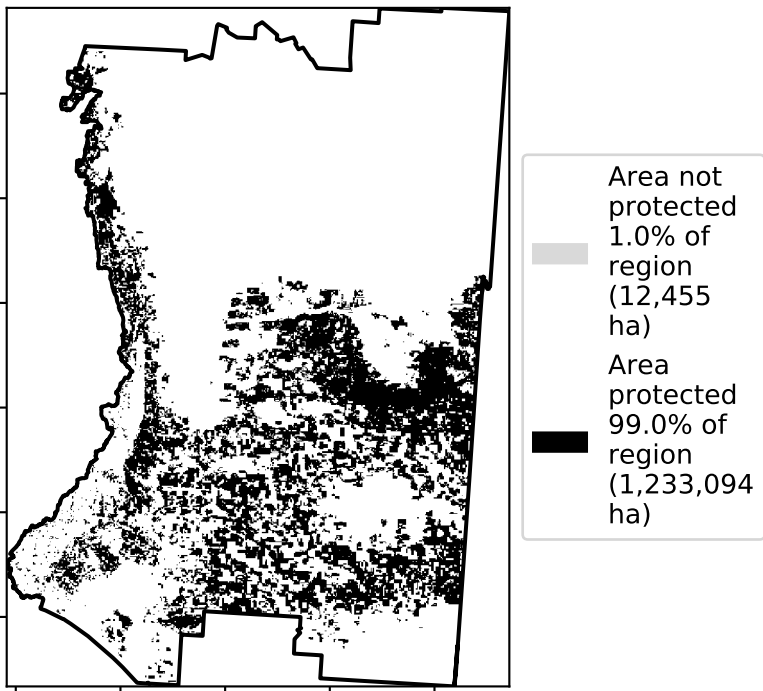 Area not
protected
1.0% of
region
(12,455
ha)
Area
protected
99.0% of
region
(1,233,094
ha)